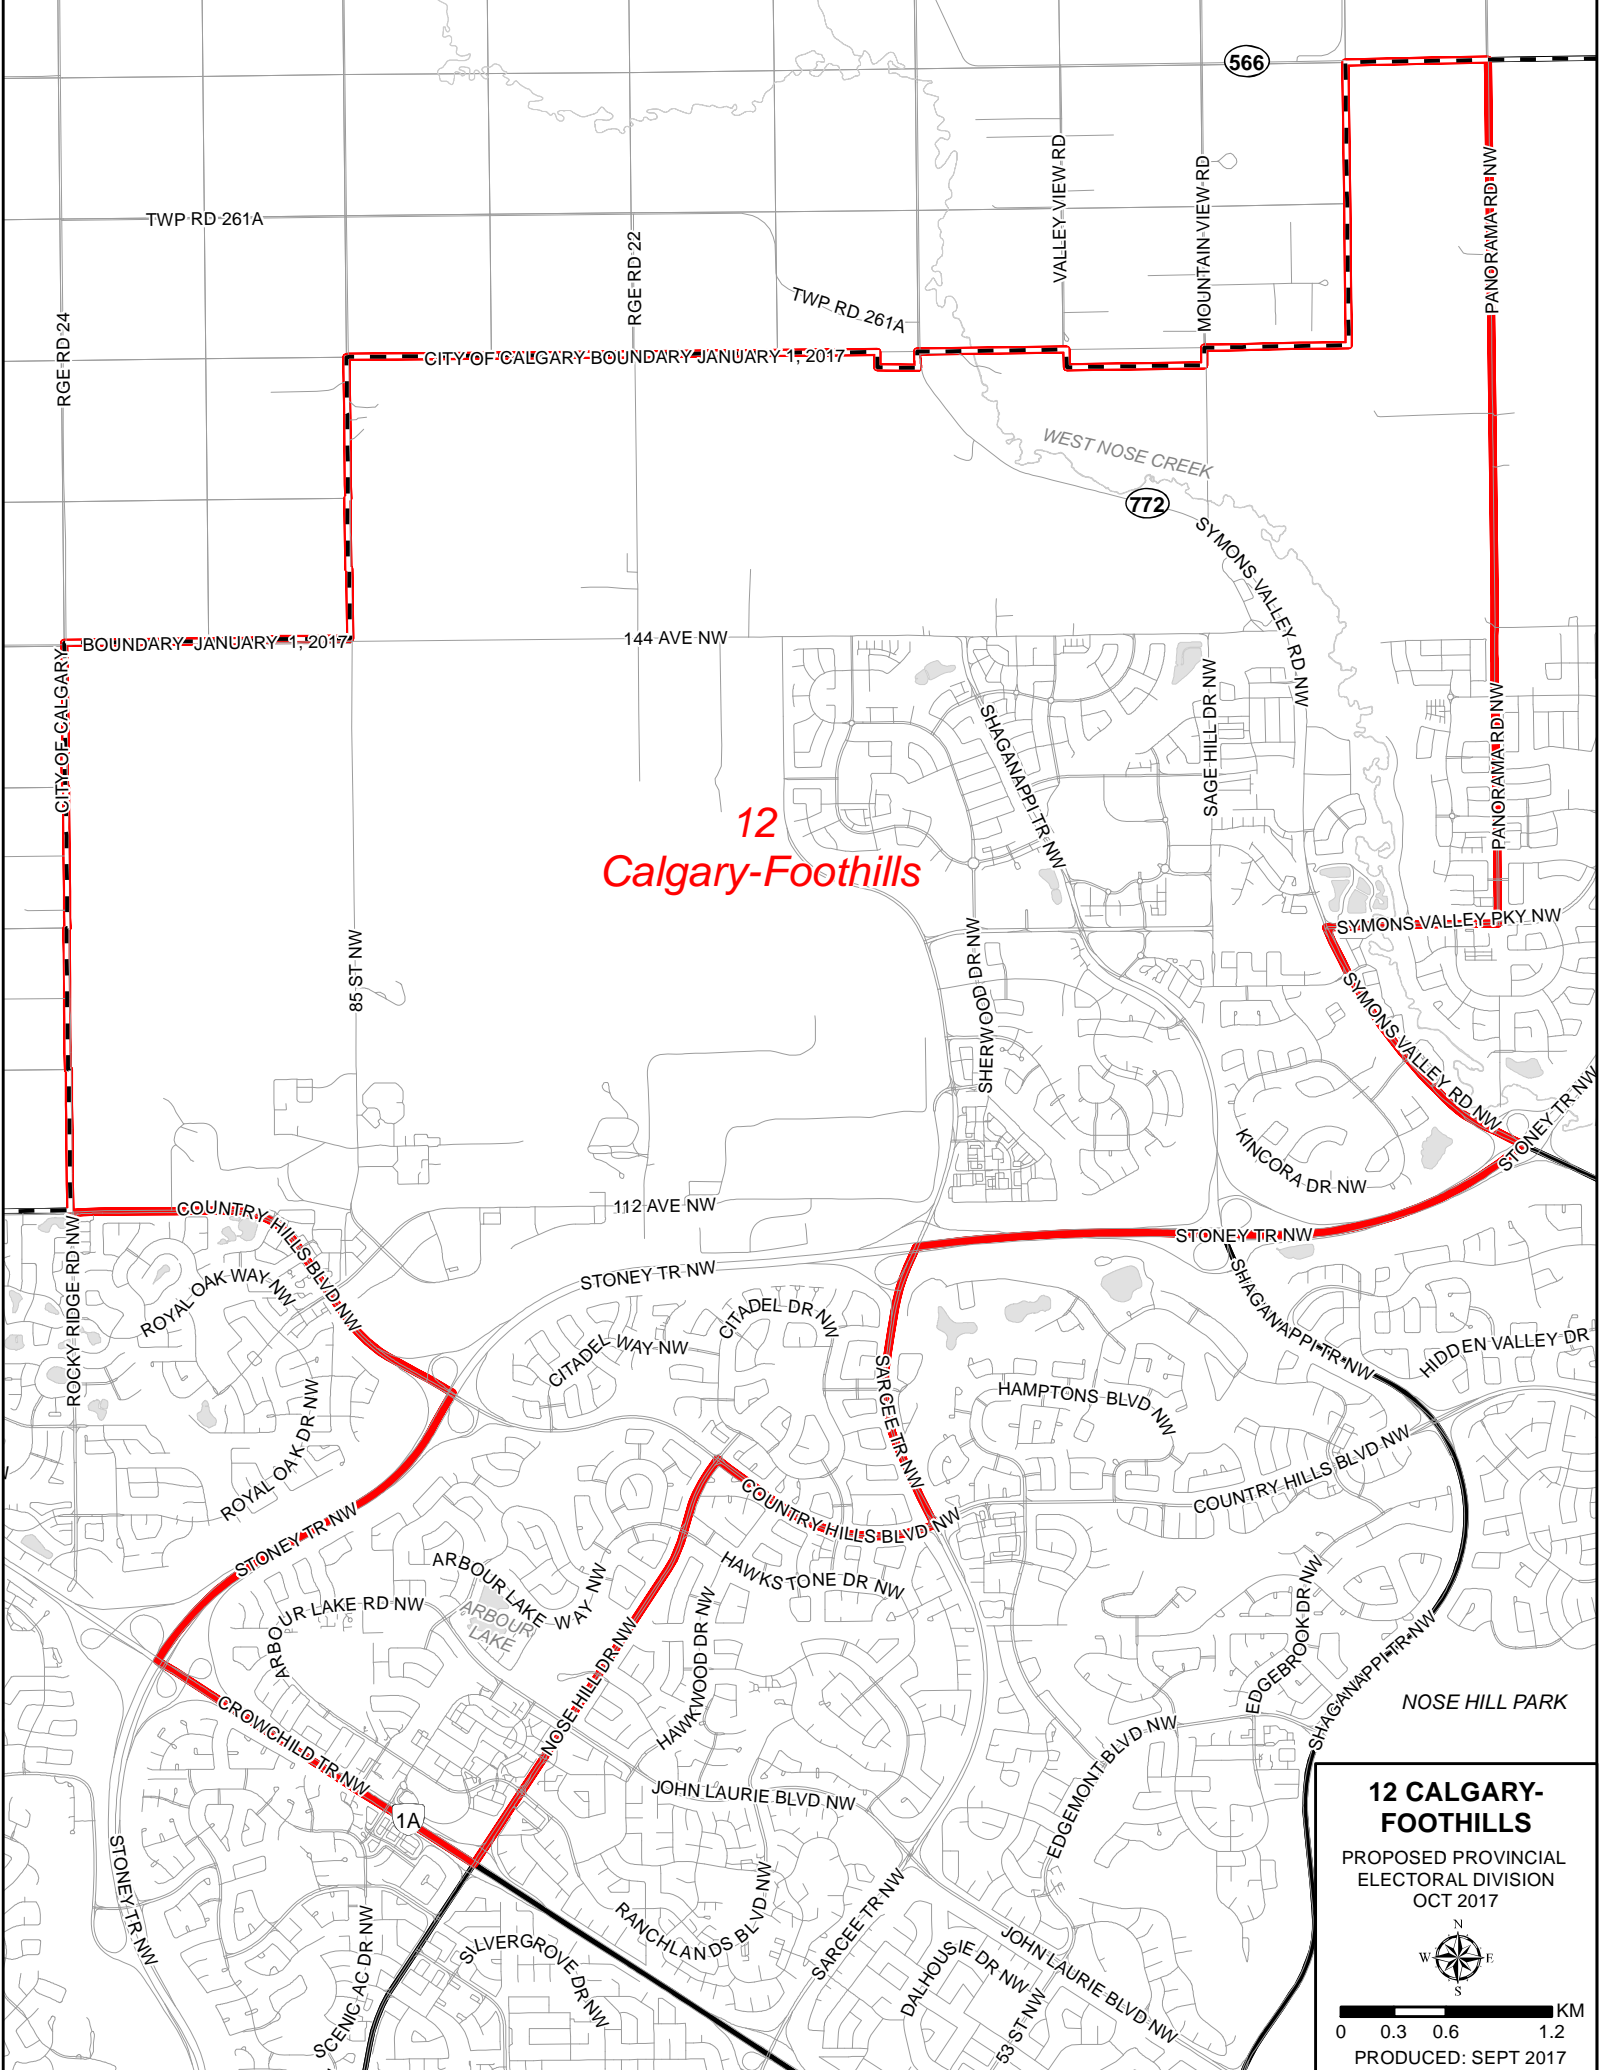 566
PANORAMA RD NW
VALLEY VIEW RD
MOUNTAIN VIEW RD
TWP RD 261A
RGE RD 22
TWP RD 261A
RGE RD 24
CITY OF CALGARY BOUNDARY JANUARY 1, 2017
WEST NOSE CREEK
772
SYMONS VALLEY RD NW
CITY OF CALGARY
BOUNDARY JANUARY 1, 2017
144 AVE NW
SHAGANAPPI TR NW
SAGE HILL DR NW
PANORAMA RD NW
12
Calgary-Foothills
85 ST NW
SHERWOOD DR NW
SYMONS VALLEY PKY NW
SYMONS VALLEY RD NW
STONEY TR NW
KINCORA DR NW
112 AVE NW
COUNTRY HILLS BLVD NW
ROCKY RIDGE RD NW
ROYAL OAK WAY NW
STONEY TR NW
STONEY TR NW
SHAGANAPPI TR NW
HIDDEN VALLEY DR
CITADEL WAY NW
CITADEL DR NW
SARCEE TR NW
HAMPTONS BLVD NW
COUNTRY HILLS BLVD NW
ROYAL OAK DR NW
STONEY TR NW
COUNTRY HILLS BLVD NW
ARBOUR LAKE WAY NW
ARBOUR
LAKE
ARBOUR LAKE RD NW
HAWKSTONE DR NW
HAWKWOOD DR NW
NOSE HILL DR NW
EDGEBROOK DR NW
SHAGANAPPI TR NW
NOSE HILL PARK
CROWCHILD TR NW
1A
JOHN LAURIE BLVD NW
EDGEMONT BLVD NW
STONEY TR NW
SCENIC AC DR NW
SILVERGROVE DR NW
RANCHLANDS BLVD NW
SARCEE TR NW
DALHOUSIE DR NW
53 ST NW
JOHN LAURIE BLVD NW
12 CALGARY-
FOOTHILLS
PROPOSED PROVINCIAL
ELECTORAL DIVISION
OCT 2017
N
W E
S
KM
0 0.3 0.6 1.2
PRODUCED: SEPT 2017